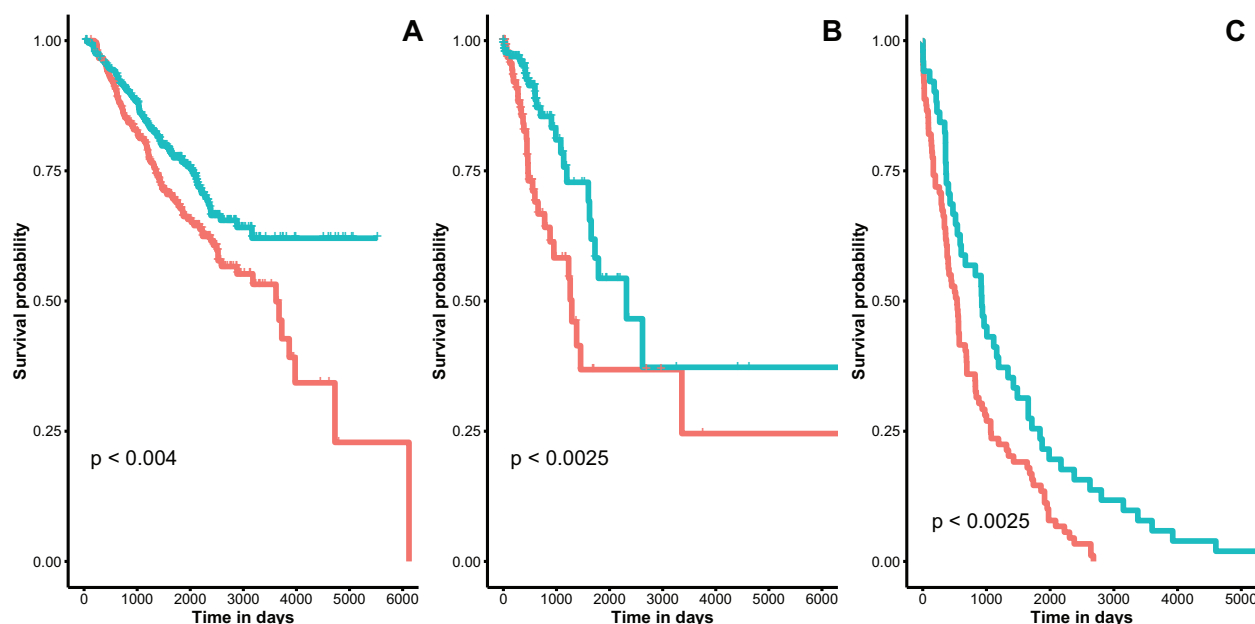 A
Survival probability
1.00
0.75
0.50
0.25
0.00
p < 0.004
0 1000 2000 3000 4000 5000 6000
Time in days
B
Survival probability
1.00
0.75
0.50
0.25
0.00
p < 0.0025
0 1000 2000 3000 4000 5000 6000
Time in days
C
Survival probability
1.00
0.75
0.50
0.25
0.00
p < 0.0025
0 1000 2000 3000 4000 5000
Time in days